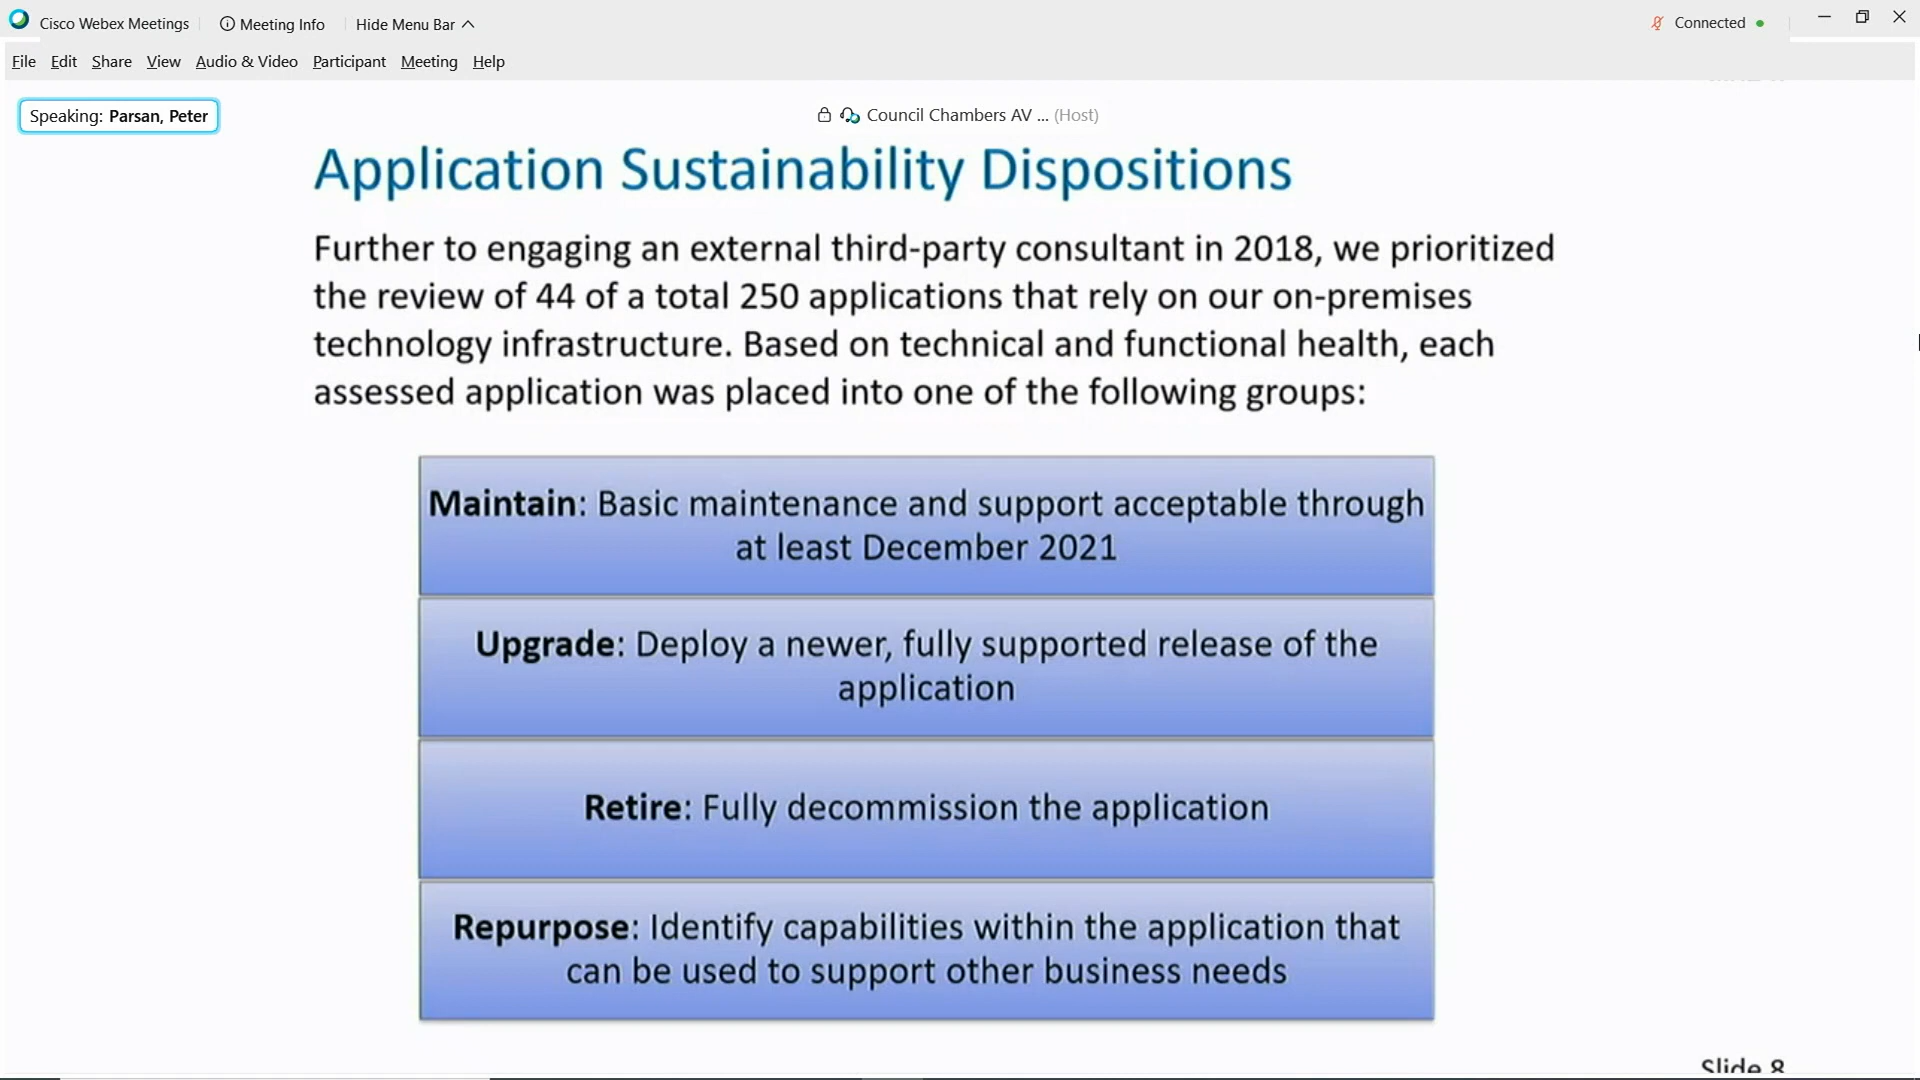 Cisco Webex Meetings
Meeting Info
Hide Menu Bar
Connected
File Edit Share View Audio & Video Participant Meeting Help
Speaking: Parsan, Peter
Council Chambers AV ... (Host)
Application Sustainability Dispositions
Further to engaging an external third-party consultant in 2018, we prioritized
the review of 44 of a total 250 applications that rely on our on-premises
technology infrastructure. Based on technical and functional health, each
assessed application was placed into one of the following groups:
Maintain: Basic maintenance and support acceptable through
at least December 2021
Upgrade: Deploy a newer, fully supported release of the
application
Retire: Fully decommission the application
Repurpose: Identify capabilities within the application that
can be used to support other business needs
Slide 8